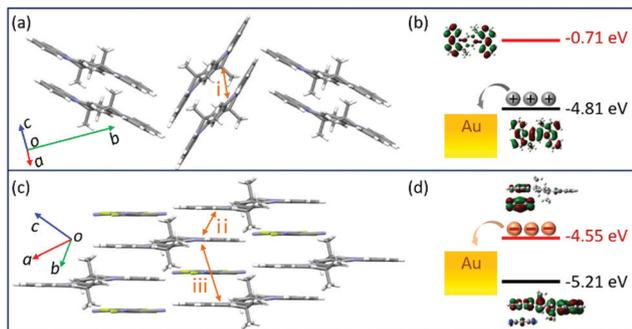 (a)
i
c
o
a
b
(b)
-0.71 eV
-4.81 eV
Au
(c)
c
o
a
b
ii
iii
(d)
-4.55 eV
Au
-5.21 eV